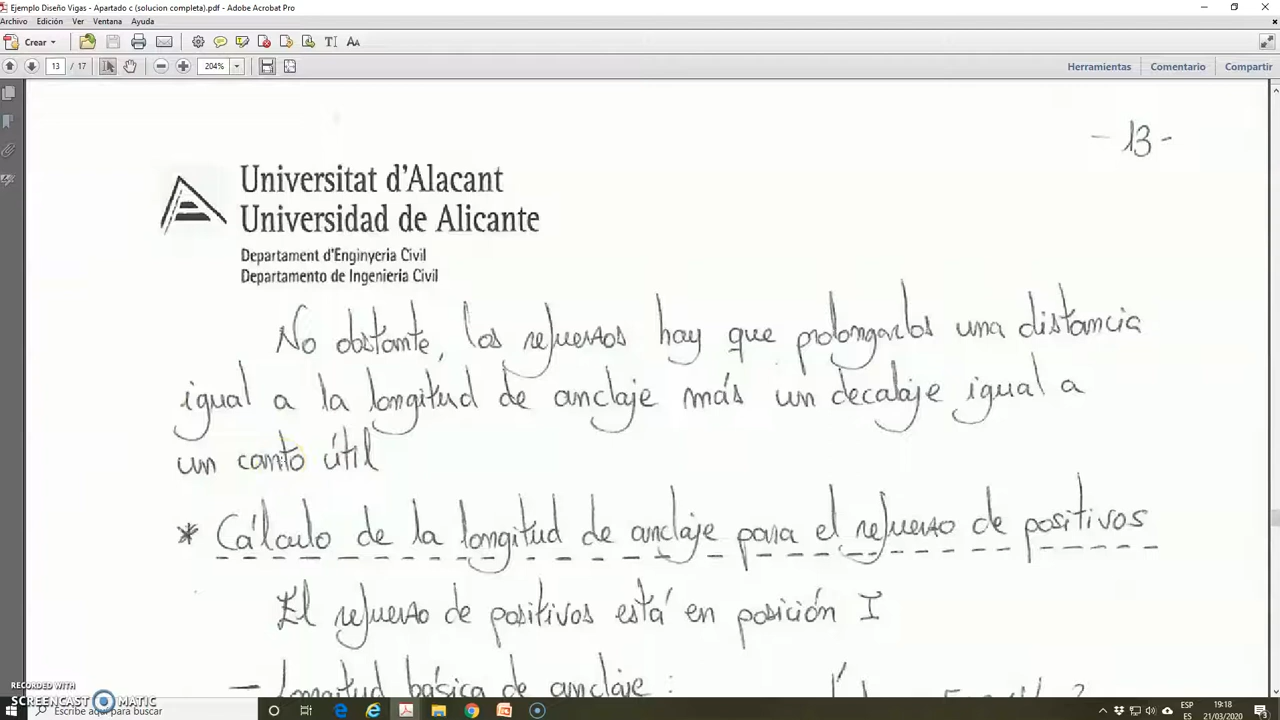 Ejemplo Diseño Vigas - Apartado c (solucion completa).pdf - Adobe Acrobat Pro
Archivo Edición Ver Ventana Ayuda
Crear
13 / 17 204% Herramientas Comentario Compartir
- 13 -
Universitat d'Alacant
Universidad de Alicante
Departament d'Enginyeria Civil
Departamento de Ingeniería Civil
No obstante, los refuerzos hay que prolongarlos una distancia
igual a la longitud de anclaje más un decalaje igual a
un canto útil
* Cálculo de la longitud de anclaje para el refuerzo de positivos
El refuerzo de positivos está en posición I
- Longitud básica de anclaje :
RECORDED WITH
SCREENCAST MATIC
Escribe aquí para buscar
ESP 19:18
ES 21/03/2020